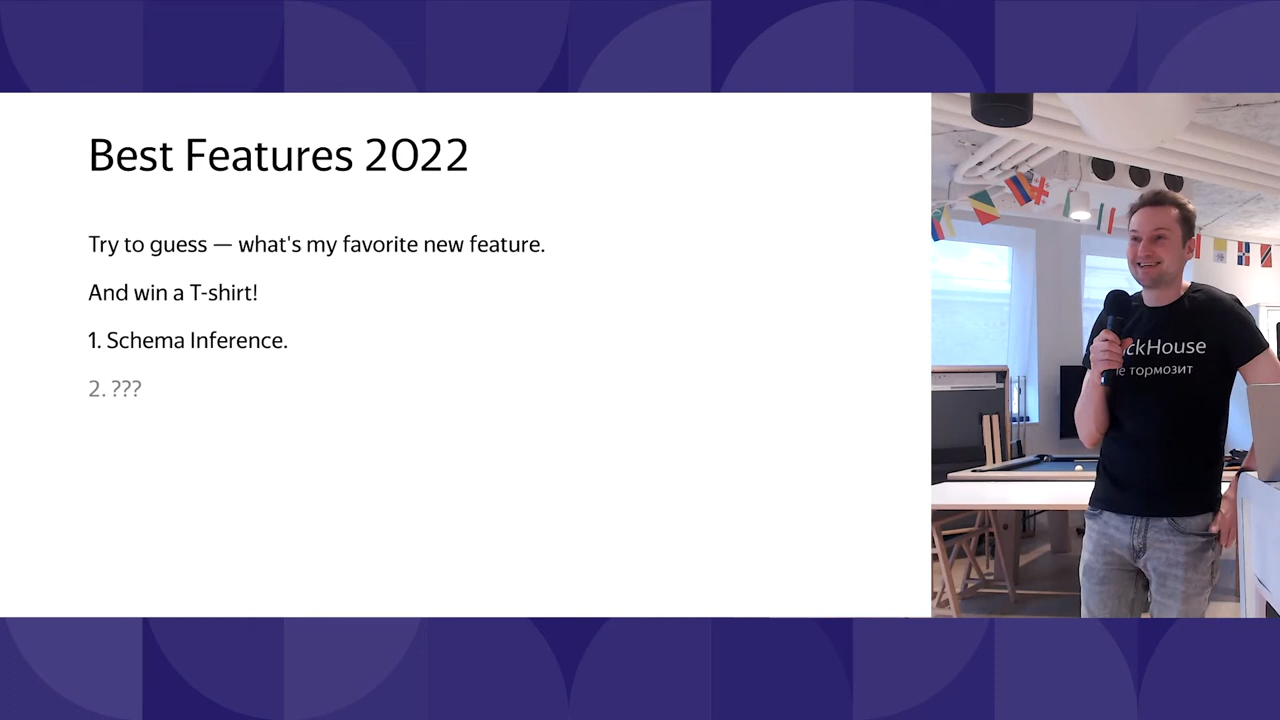 Best Features 2022
Try to guess — what's my favorite new feature.
And win a T-shirt!
1. Schema Inference.
2. ???
ckHouse
е тормозит